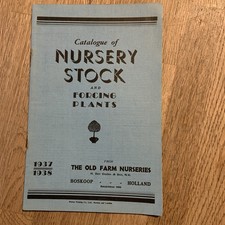 Catalogue of
NURSERY
STOCK
AND
FORCING
PLANTS
1937
1938
FROM
THE OLD FARM NURSERIES
BOSKOOP - - - HOLLAND